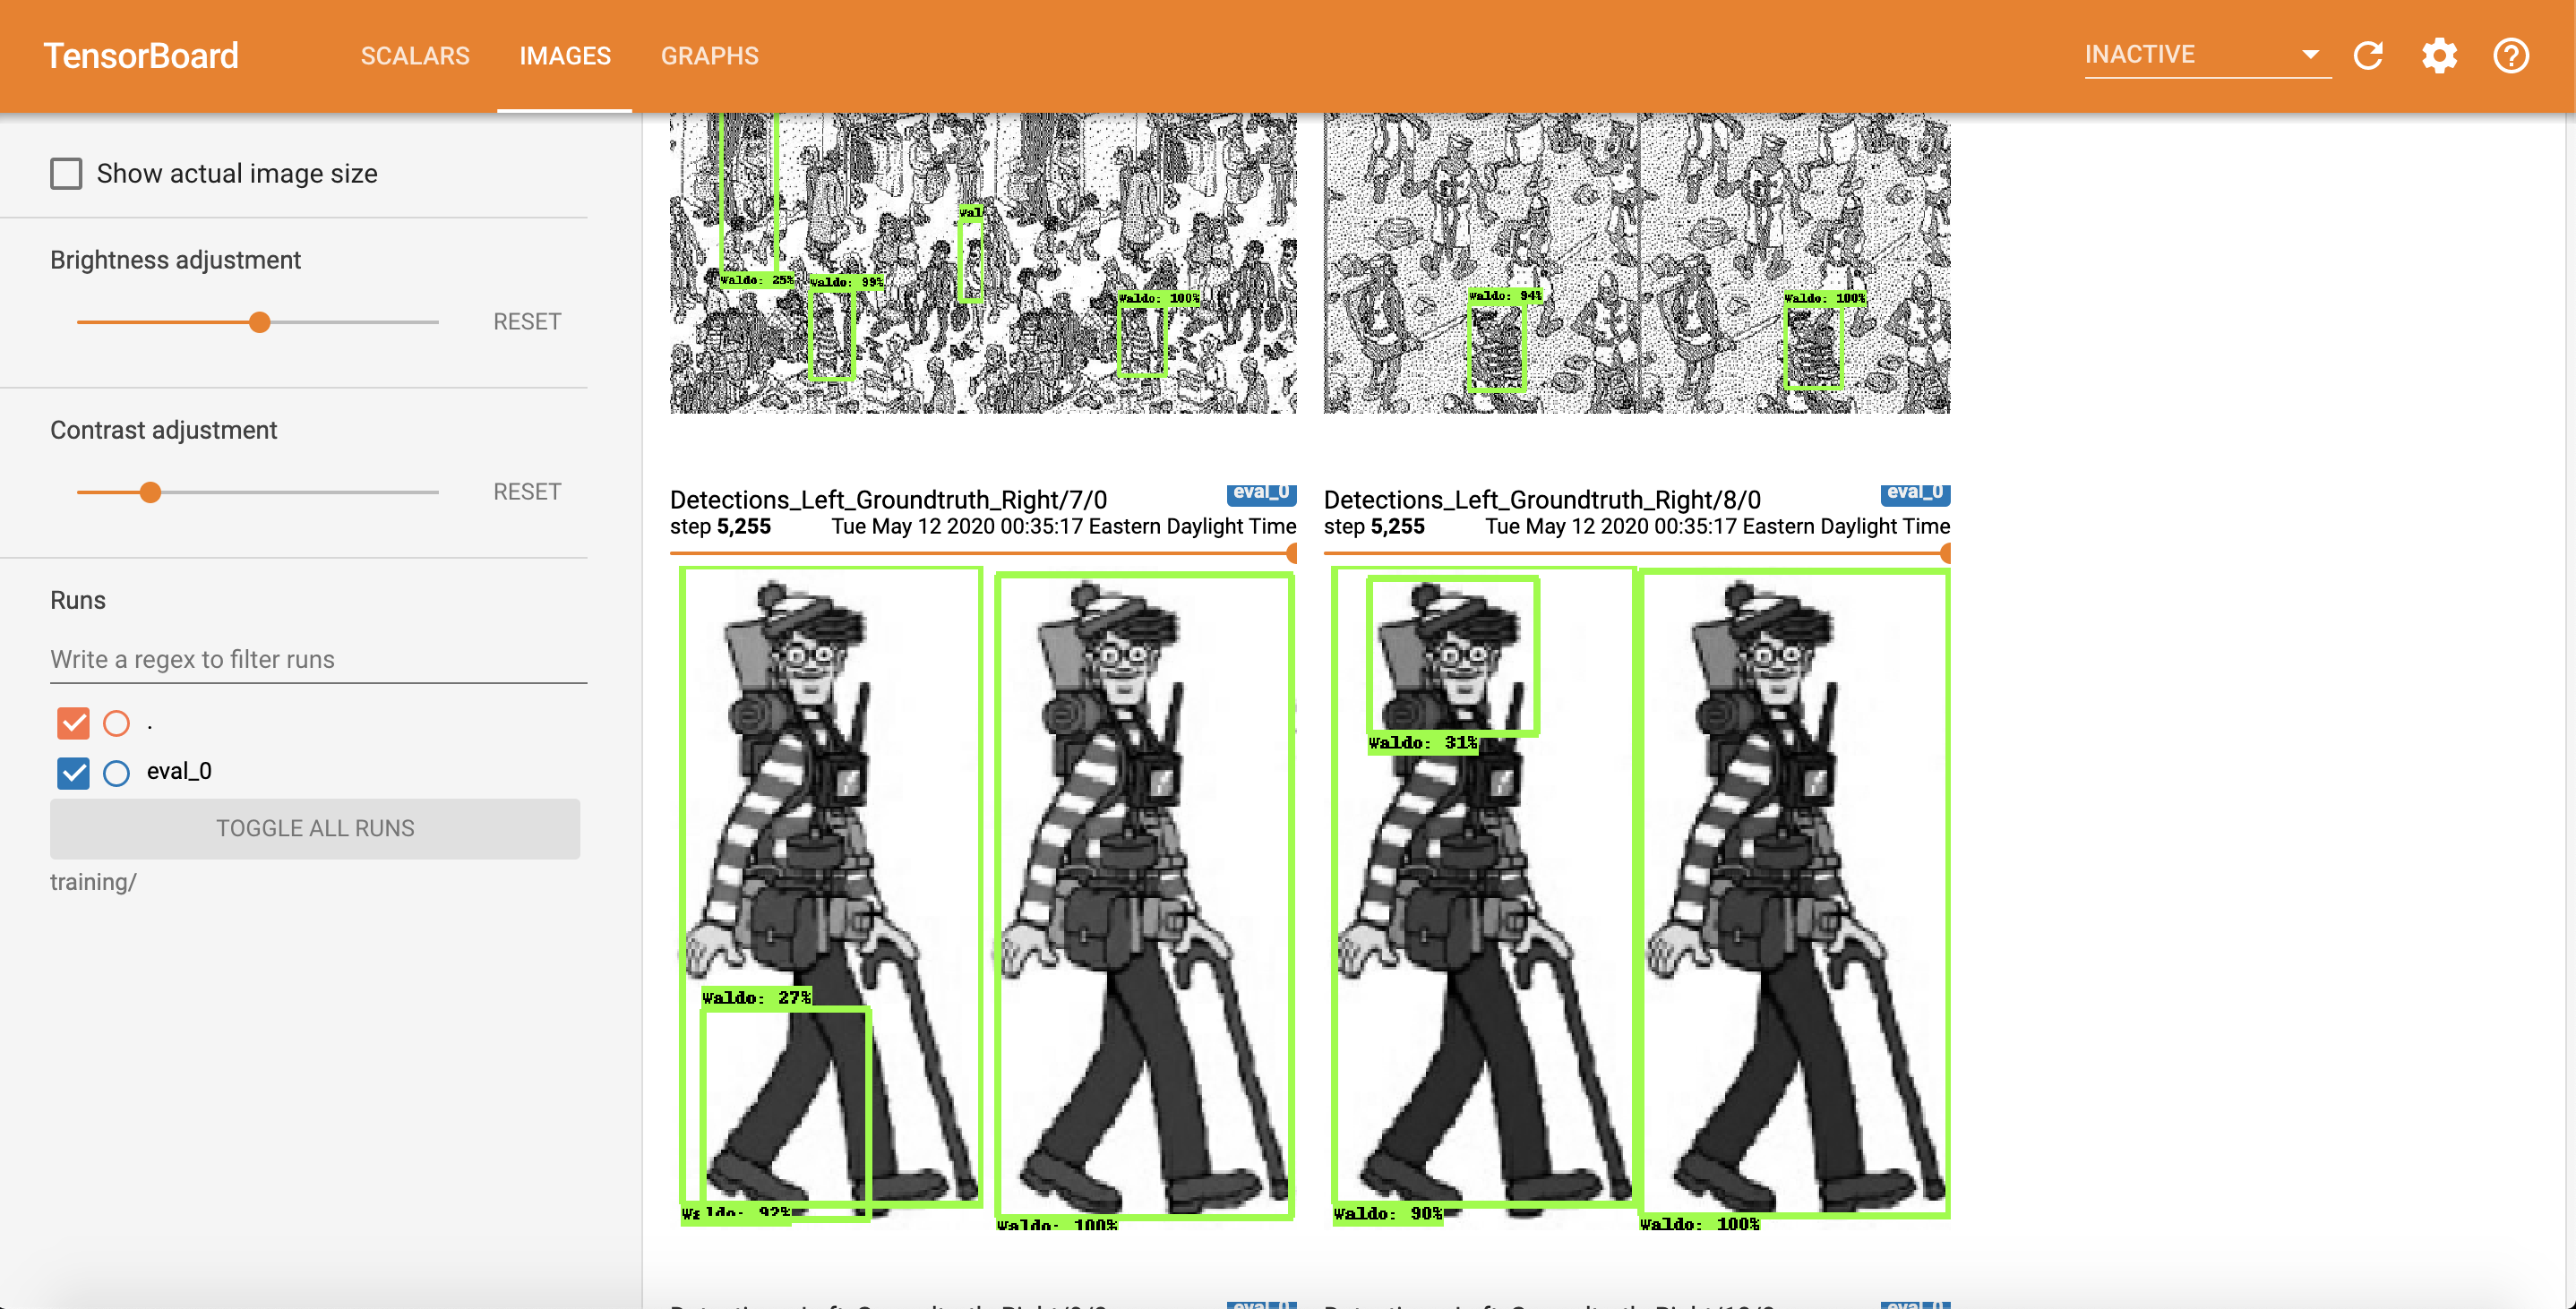 TensorBoard
SCALARS
IMAGES
GRAPHS
INACTIVE
Show actual image size
Brightness adjustment
RESET
Contrast adjustment
RESET
Runs
Write a regex to filter runs
.
eval_0
TOGGLE ALL RUNS
training/
Waldo: 25%
Waldo: 99%
Wal
Waldo: 100%
Waldo: 94%
Waldo: 100%
Detections_Left_Groundtruth_Right/7/0
eval_0
step 5,255
Tue May 12 2020 00:35:17 Eastern Daylight Time
Waldo: 27%
Waldo: 92%
Waldo: 100%
Detections_Left_Groundtruth_Right/8/0
eval_0
step 5,255
Tue May 12 2020 00:35:17 Eastern Daylight Time
Waldo: 31%
Waldo: 90%
Waldo: 100%
eval_0
eval_0